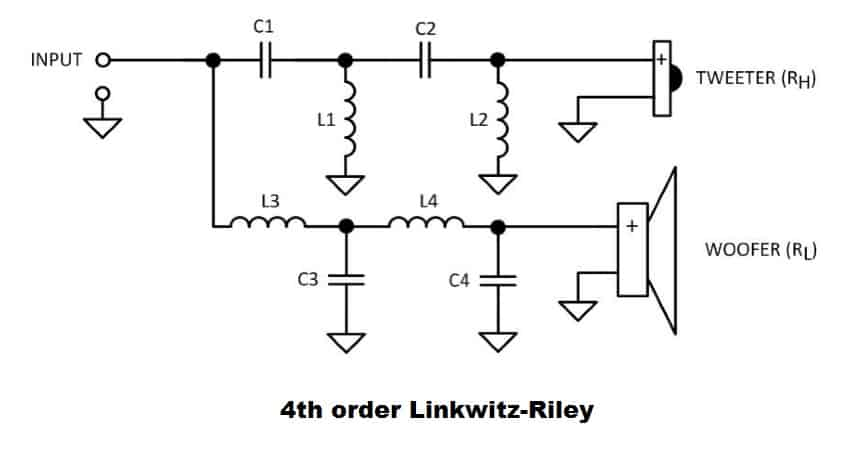 C1
C2
INPUT
+
TWEETER (RH)
L1
L2
L3
L4
+
WOOFER (RL)
C3
C4
4th order Linkwitz-Riley